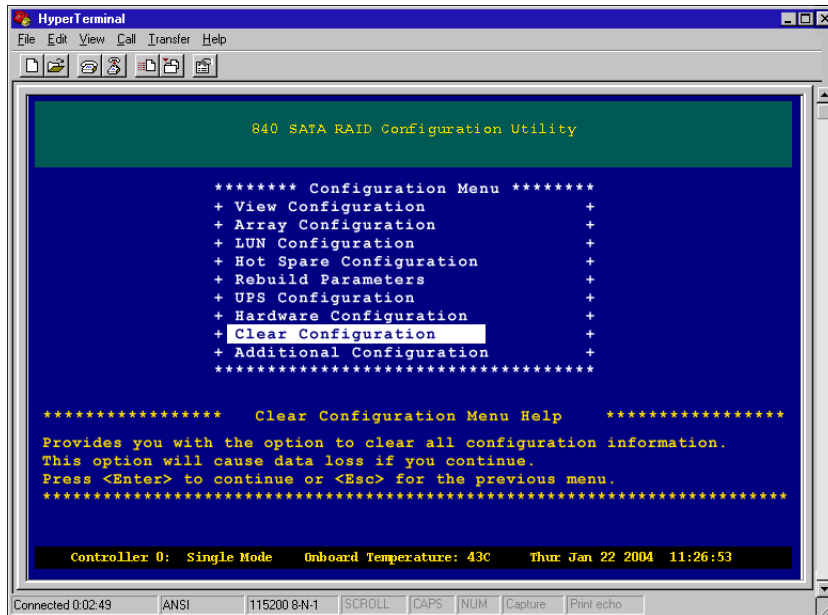 HyperTerminal
File Edit View Call Transfer Help
840 SATA RAID Configuration Utility
******** Configuration Menu ********
+ View Configuration +
+ Array Configuration +
+ LUN Configuration +
+ Hot Spare Configuration +
+ Rebuild Parameters +
+ UPS Configuration +
+ Hardware Configuration +
+ Clear Configuration +
+ Additional Configuration +
************************************
***************** Clear Configuration Menu Help *****************
Provides you with the option to clear all configuration information.
This option will cause data loss if you continue.
Press <Enter> to continue or <Esc> for the previous menu.
***********************************************************************
Controller 0: Single Mode Onboard Temperature: 43C Thur Jan 22 2004 11:26:53
Connected 0:02:49 ANSI 115200 8-N-1 SCROLL CAPS NUM Capture Print echo